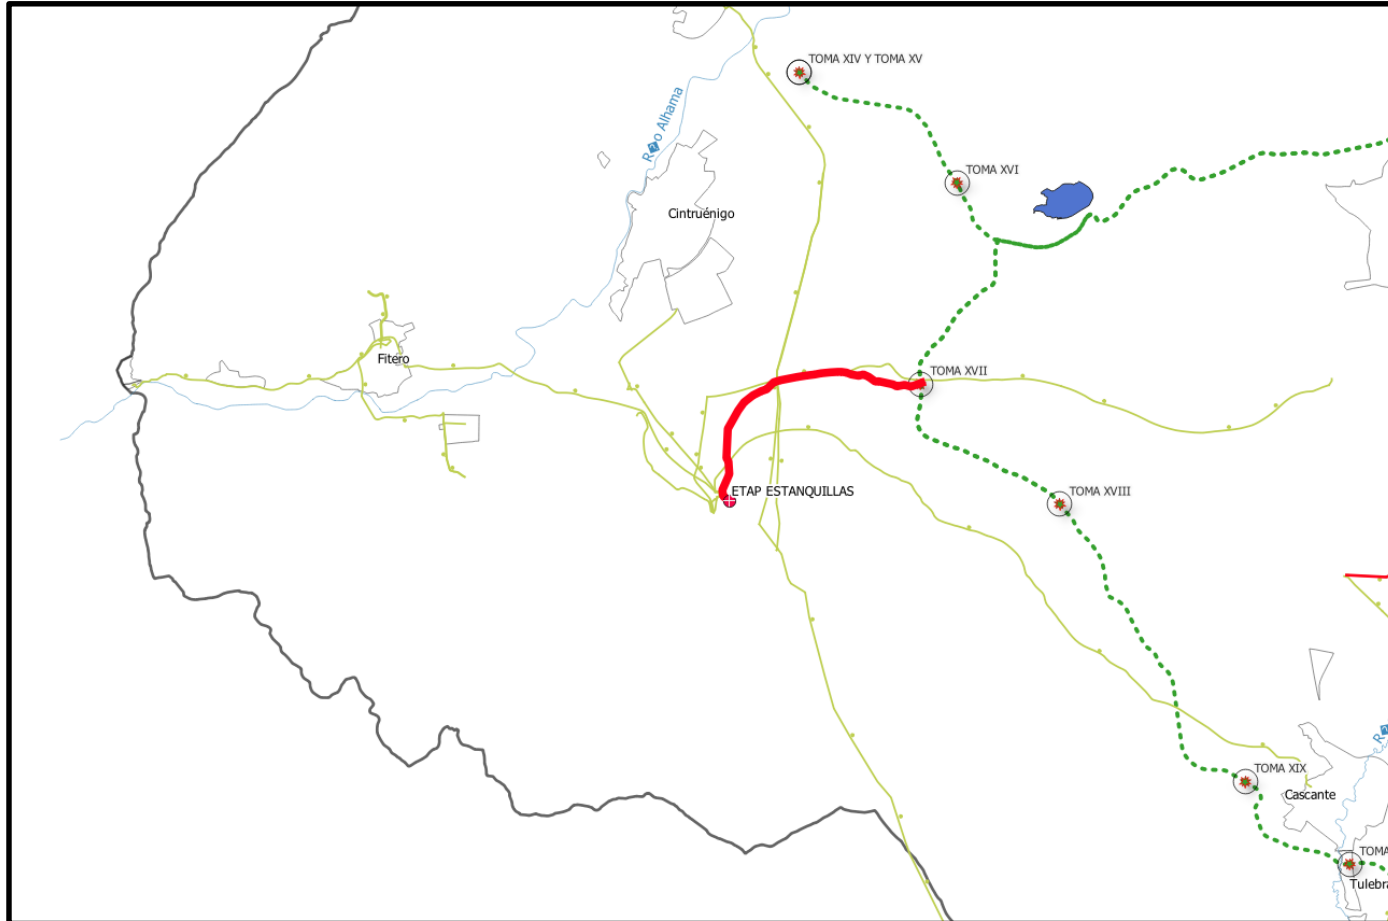 TOMA XIV Y TOMA XV
R�o Alhama
TOMA XVI
Cintruénigo
Fitero
TOMA XVII
ETAP ESTANQUILLAS
TOMA XVIII
R�
TOMA XIX
Cascante
TOMA
Tulebra